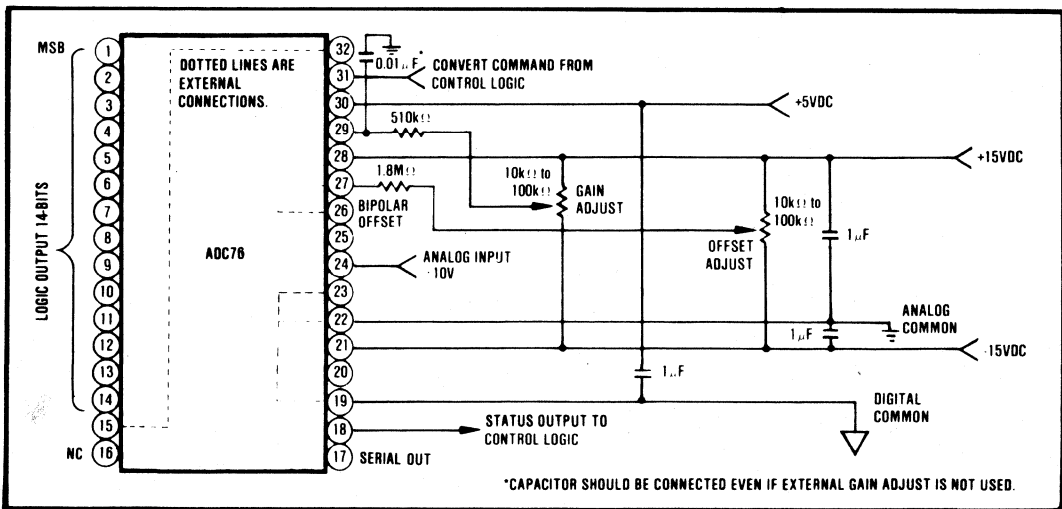 MSB
1
2
3
4
5
6
7
8
9
10
11
12
13
14
15
NC 16
LOGIC OUTPUT 14-BITS
DOTTED LINES ARE
EXTERNAL
CONNECTIONS.
ADC76
32
31
30
29
28
27
26
25
24
23
22
21
20
19
18
17 SERIAL OUT
0.01μF*
CONVERT COMMAND FROM
CONTROL LOGIC
+5VDC
510kΩ
+15VDC
1.8MΩ
BIPOLAR
OFFSET
10kΩ to
100kΩ
GAIN
ADJUST
10kΩ to
100kΩ
OFFSET
ADJUST
1μF
ANALOG INPUT
10V
ANALOG
COMMON
1μF
15VDC
1μF
DIGITAL
COMMON
STATUS OUTPUT TO
CONTROL LOGIC
*CAPACITOR SHOULD BE CONNECTED EVEN IF EXTERNAL GAIN ADJUST IS NOT USED.